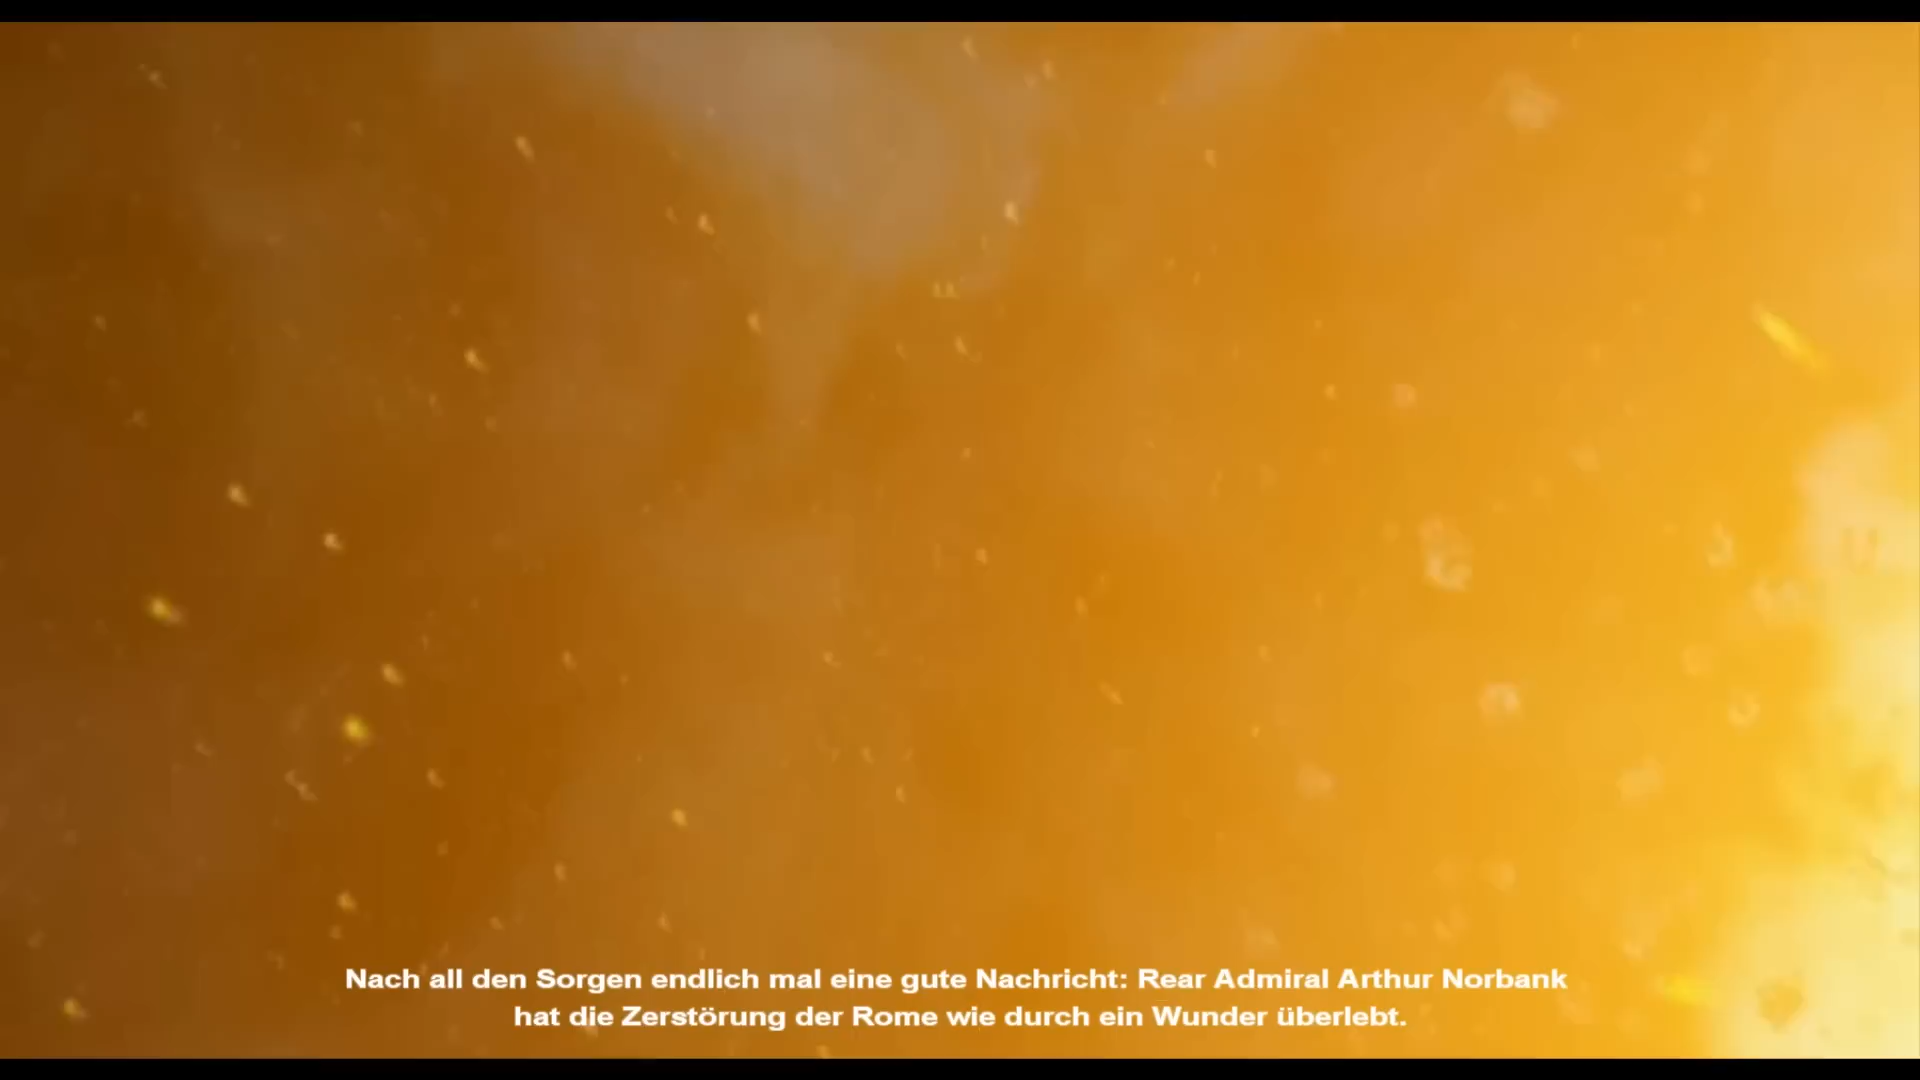 Nach all den Sorgen endlich mal eine gute Nachricht: Rear Admiral Arthur Norbank
hat die Zerstörung der Rome wie durch ein Wunder überlebt.